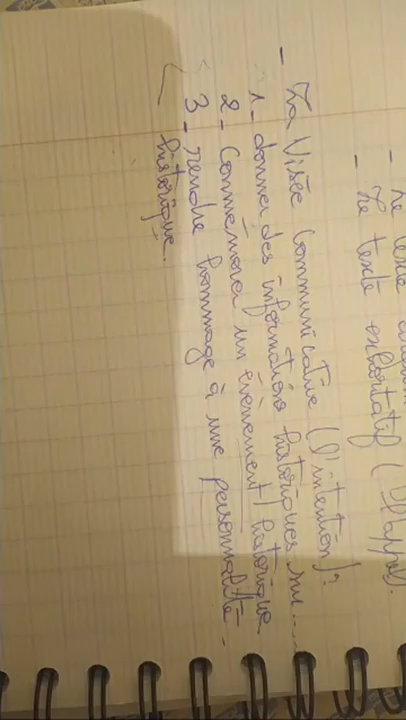 - Le texte
- Le texte exhortatif (l'appel).
- La Visée Communicative (l'intention):
1- donner des informations historiques sur.....
2- Commémorer un événement historique
3- rendre hommage à une personnalité
historique.